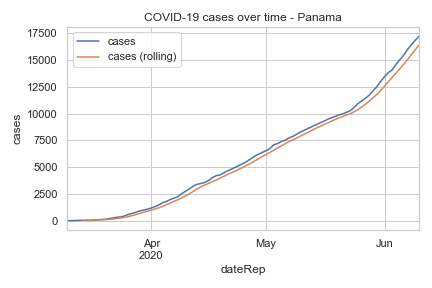 COVID-19 cases over time - Panama
cases
cases (rolling)
17500
15000
12500
10000
7500
5000
2500
0
cases
Apr
2020
May
Jun
dateRep